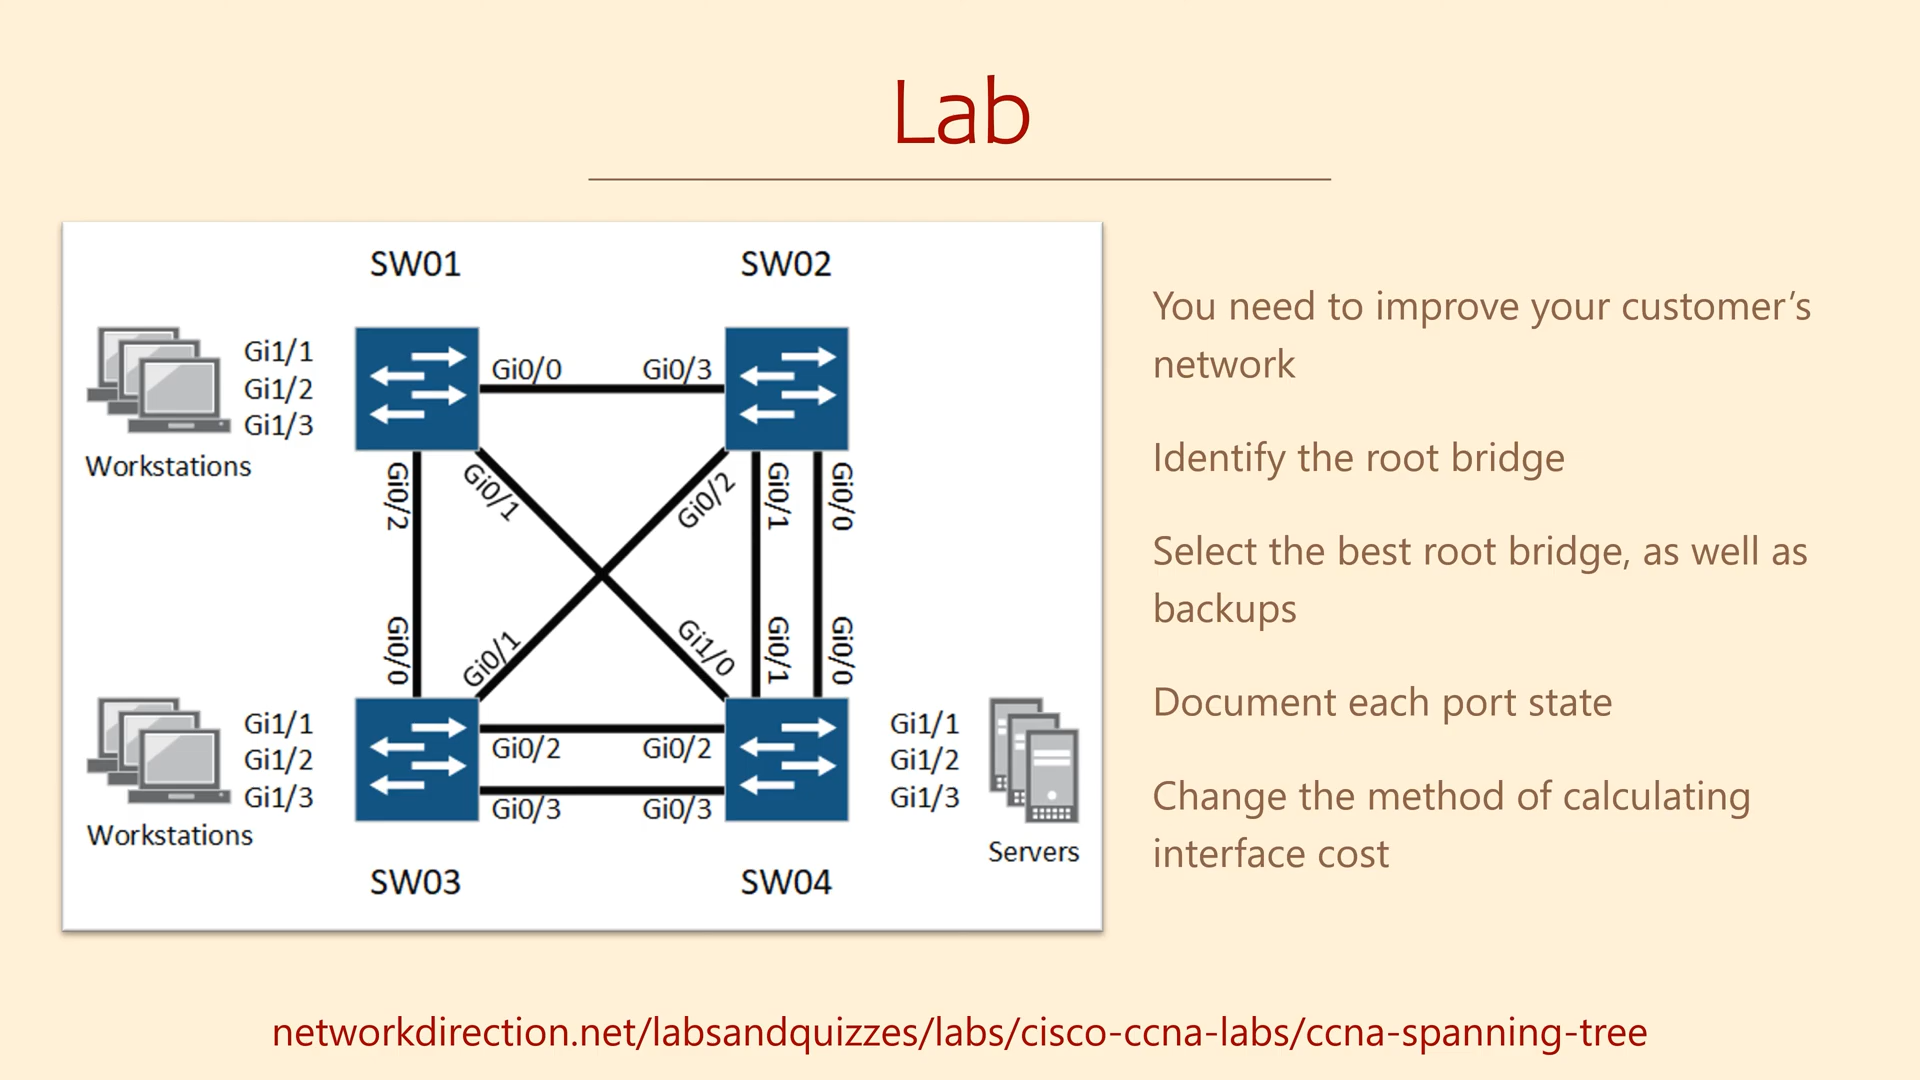 Lab
SW01
SW02
Gi1/1
Gi1/2
Gi1/3
Workstations
Gi0/0
Gi0/3
Gi0/2
Gi0/1
Gi0/2
Gi0/1
Gi0/0
Gi0/0
Gi0/1
Gi1/0
Gi0/1
Gi0/0
Gi1/1
Gi1/2
Gi1/3
Workstations
Gi0/2
Gi0/2
Gi0/3
Gi0/3
Gi1/1
Gi1/2
Gi1/3
Servers
SW03
SW04
You need to improve your customer’s
network
Identify the root bridge
Select the best root bridge, as well as
backups
Document each port state
Change the method of calculating
interface cost
networkdirection.net/labsandquizzes/labs/cisco-ccna-labs/ccna-spanning-tree